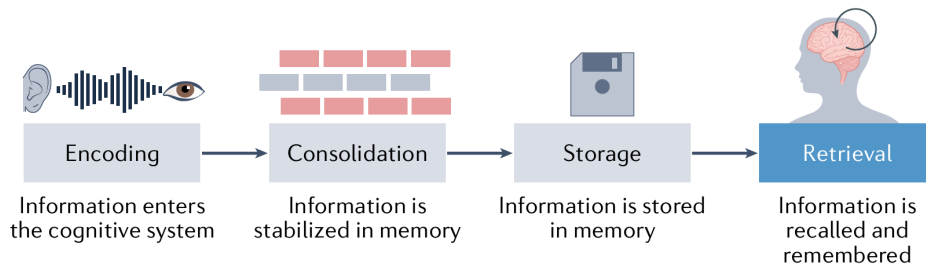 Encoding
Consolidation
Storage
Retrieval
Information enters
the cognitive system
Information is
stabilized in memory
Information is stored
in memory
Information is
recalled and
remembered